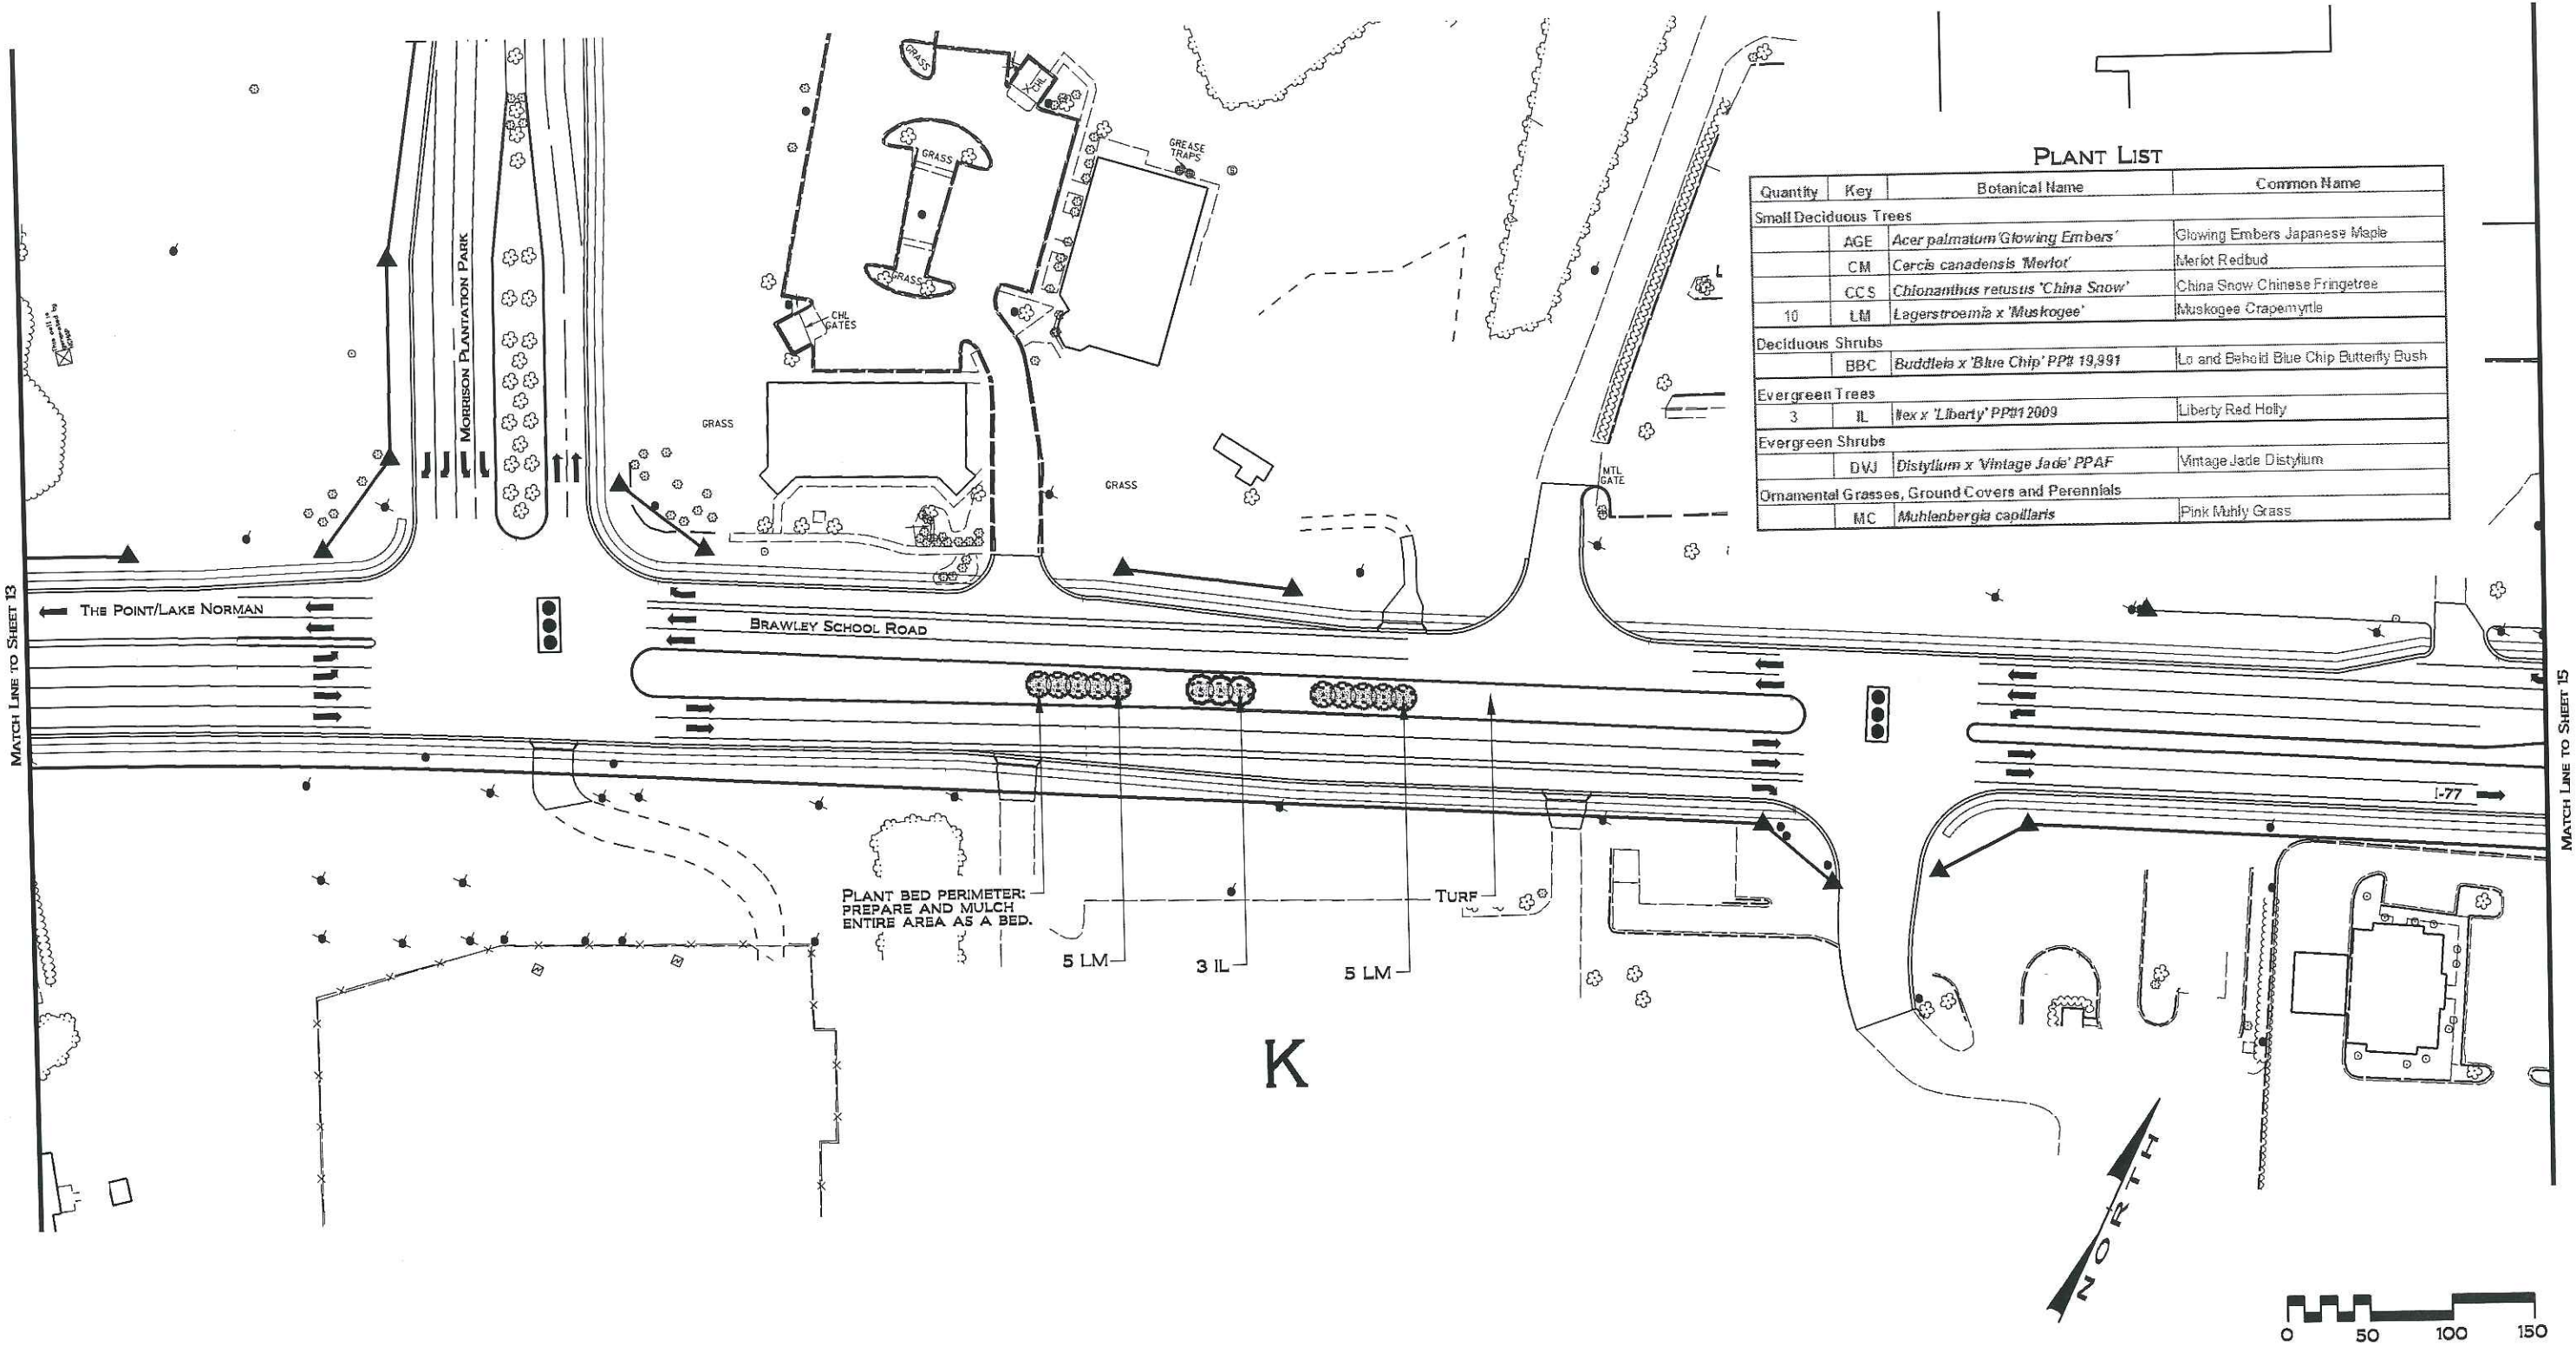 GRASS
CHL
GREASE
TRAPS
GRASS
GRASS
CHL
GATES
MORRISON PLANTATION PARK
GRASS
GRASS
MTL
GATE
PLANT LIST
Quantity Key Botanical Name Common Name
Small Deciduous Trees
AGE Acer palmatum 'Glowing Embers' Glowing Embers Japanese Maple
CM Cercis canadensis 'Merlot' Merlot Redbud
CCS Chionanthus retusus 'China Snow' China Snow Chinese Fringetree
10 LM Lagerstroemia x 'Muskogee' Muskogee Crapemyrtle
Deciduous Shrubs
BBC Buddleia x 'Blue Chip' PP# 19,991 Lo and Behold Blue Chip Butterfly Bush
Evergreen Trees
3 IL Ilex x 'Liberty' PP#12009 Liberty Red Holly
Evergreen Shrubs
DVJ Distylium x 'Vintage Jade' PPAF Vintage Jade Distylium
Ornamental Grasses, Ground Covers and Perennials
MC Muhlenbergia capillaris Pink Muhly Grass
MATCH LINE TO SHEET 13
THE POINT/LAKE NORMAN
BRAWLEY SCHOOL ROAD
I-77
MATCH LINE TO SHEET 15
PLANT BED PERIMETER:
PREPARE AND MULCH
ENTIRE AREA AS A BED.
TURF
5 LM
3 IL
5 LM
K
NORTH
0 50 100 150